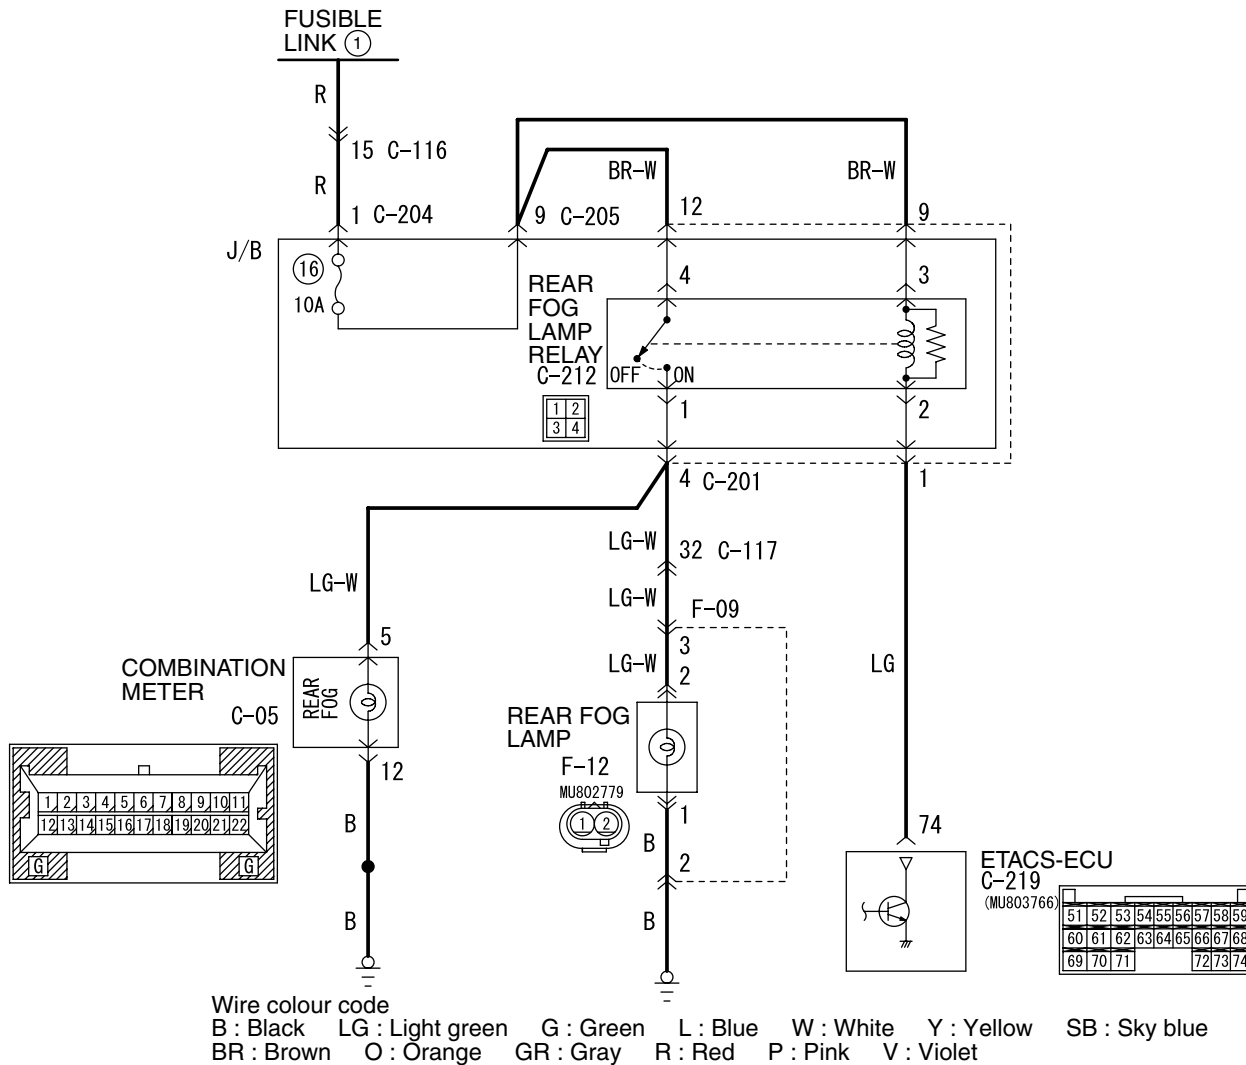 FUSIBLE
LINK 1
R
15 C-116
R
1 C-204
9 C-205
BR-W
12
BR-W
9
J/B
16
10A
REAR
FOG
LAMP
RELAY
C-212
4
3
OFF
ON
1 2
3 4
1
2
4 C-201
1
LG-W
32 C-117
LG-W
F-09
3
LG-W
2
LG-W
5
COMBINATION
METER
C-05
REAR
FOG
12
1 2 3 4 5 6 7 8 9 10 11
12 13 14 15 16 17 18 19 20 21 22
G
G
B
B
REAR FOG
LAMP
F-12
MU802779
1 2
1
B
2
B
LG
74
ETACS-ECU
C-219
(MU803766)
51 52 53 54 55 56 57 58 59
60 61 62 63 64 65 66 67 68
69 70 71 72 73 74
Wire colour code
B : Black LG : Light green G : Green L : Blue W : White Y : Yellow SB : Sky blue
BR : Brown O : Orange GR : Gray R : Red P : Pink V : Violet